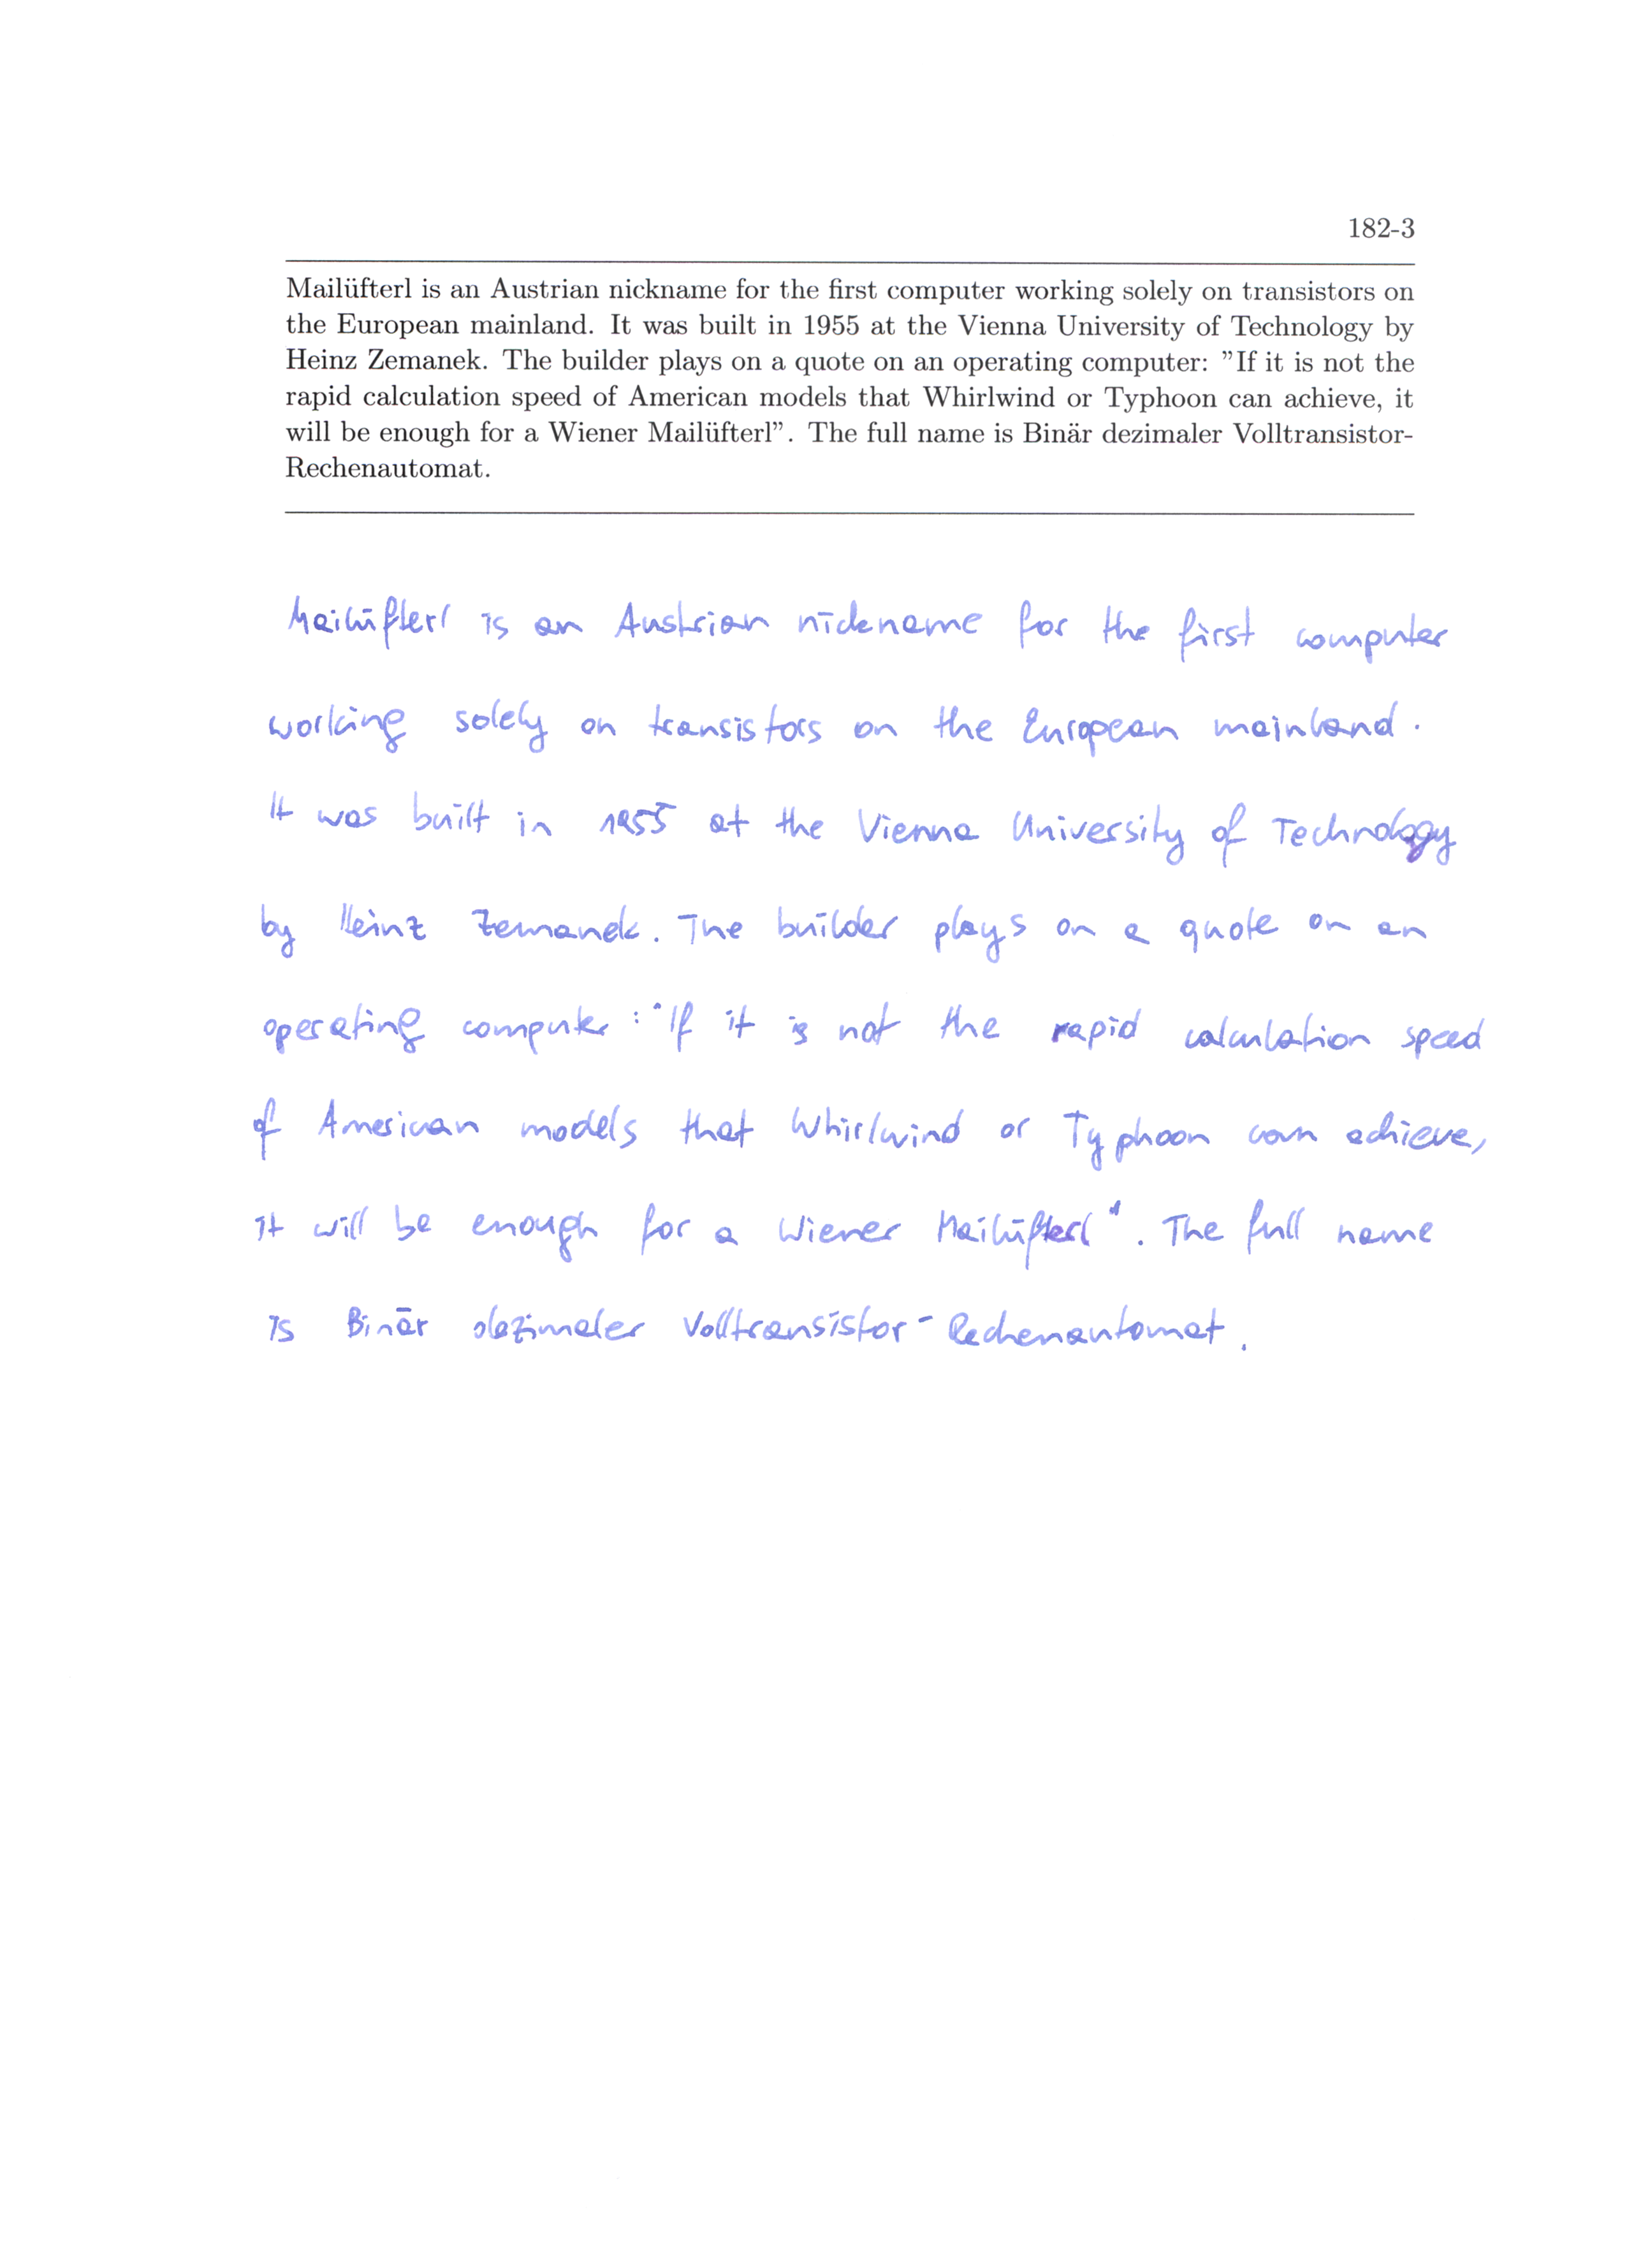 182-3
Mailüfterl is an Austrian nickname for the first computer working solely on transistors on
the European mainland. It was built in 1955 at the Vienna University of Technology by
Heinz Zemanek. The builder plays on a quote on an operating computer: ”If it is not the
rapid calculation speed of American models that Whirlwind or Typhoon can achieve, it
will be enough for a Wiener Mailüfterl”. The full name is Binär dezimaler Volltransistor-
Rechenautomat.
Mailüfterl is an Austrian nickname for the first computer
working solely on transistors on the European mainland.
It was built in 1955 at the Vienna University of Technology
by Heinz Zemanek. The builder plays on a quote on an
operating computer: "If it is not the rapid calculation speed
of American models that Whirlwind or Typhoon can achieve,
it will be enough for a Wiener Mailüfterl". The full name
is Binär dezimaler Volltransistor-Rechenautomat.